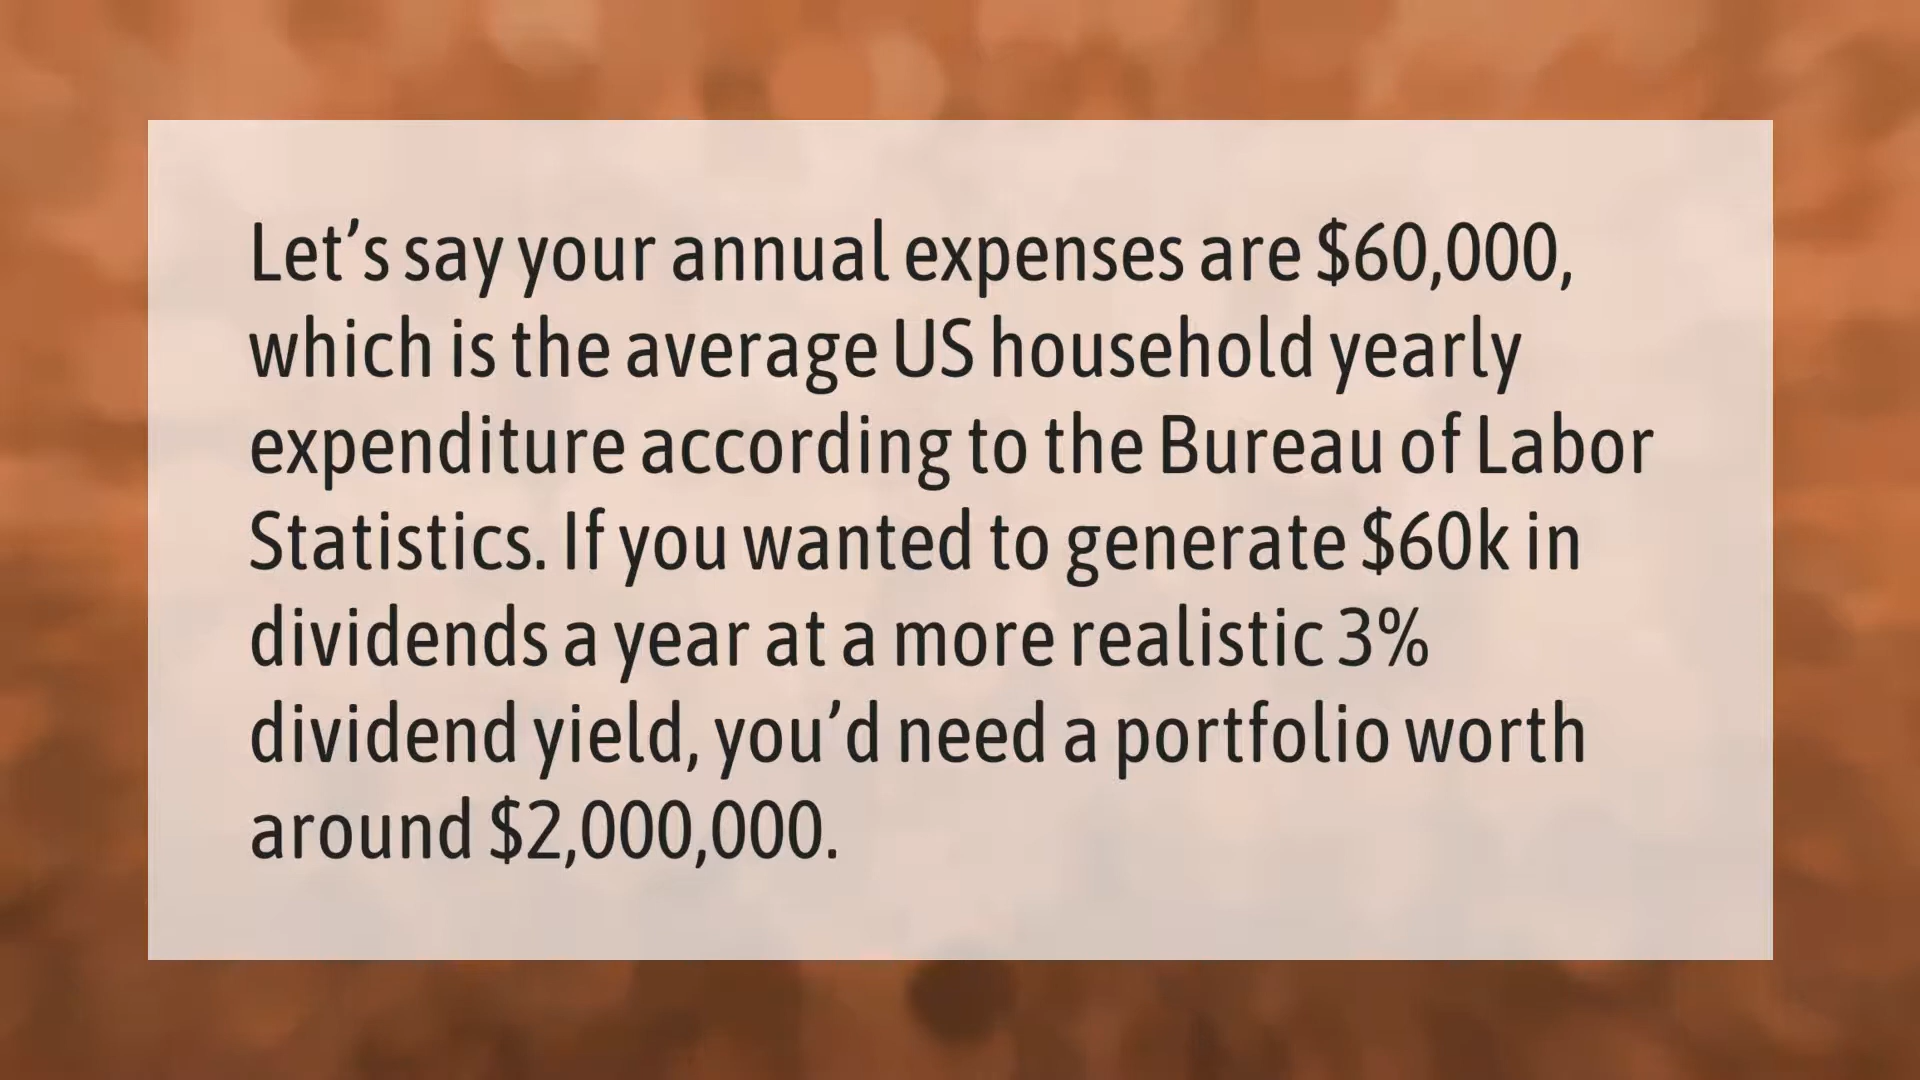 Let’s say your annual expenses are $60,000,
which is the average US household yearly
expenditure according to the Bureau of Labor
Statistics. If you wanted to generate $60k in
dividends a year at a more realistic 3%
dividend yield, you’d need a portfolio worth
around $2,000,000.